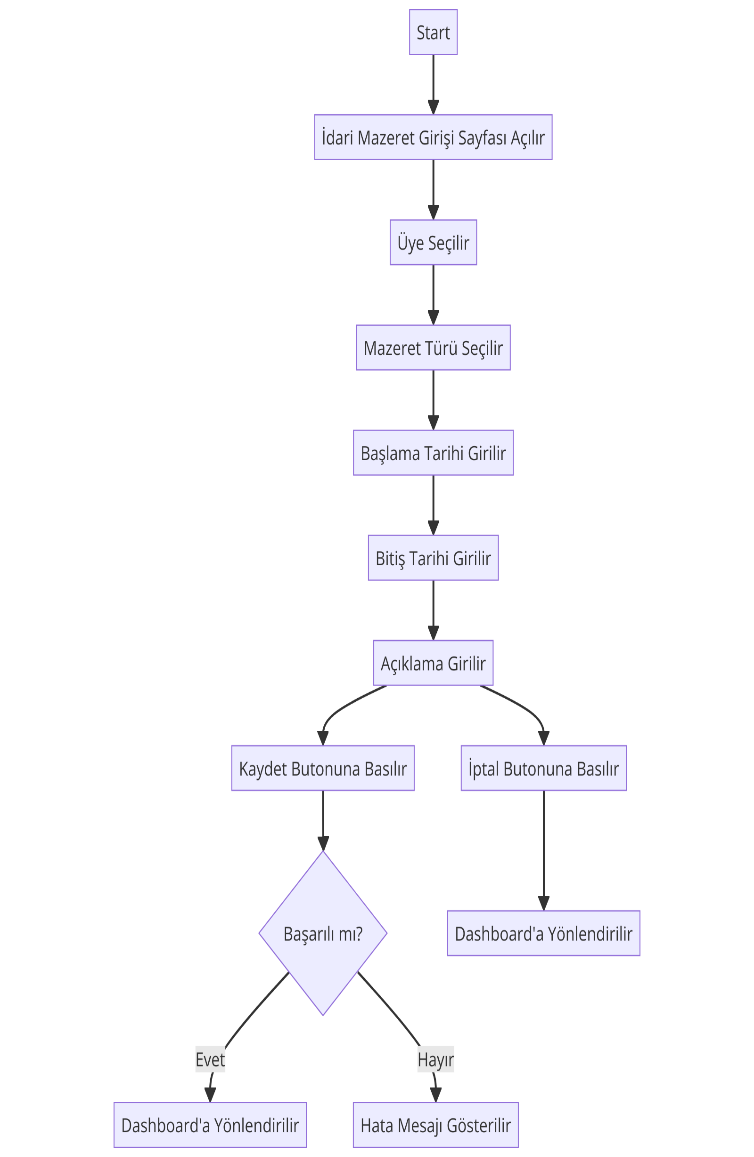 Start
İdari Mazeret Girişi Sayfası Açılır
Üye Seçilir
Mazeret Türü Seçilir
Başlama Tarihi Girilir
Bitiş Tarihi Girilir
Açıklama Girilir
Kaydet Butonuna Basılır
İptal Butonuna Basılır
Başarılı mı?
Dashboard'a Yönlendirilir
Evet
Hayır
Dashboard'a Yönlendirilir
Hata Mesajı Gösterilir